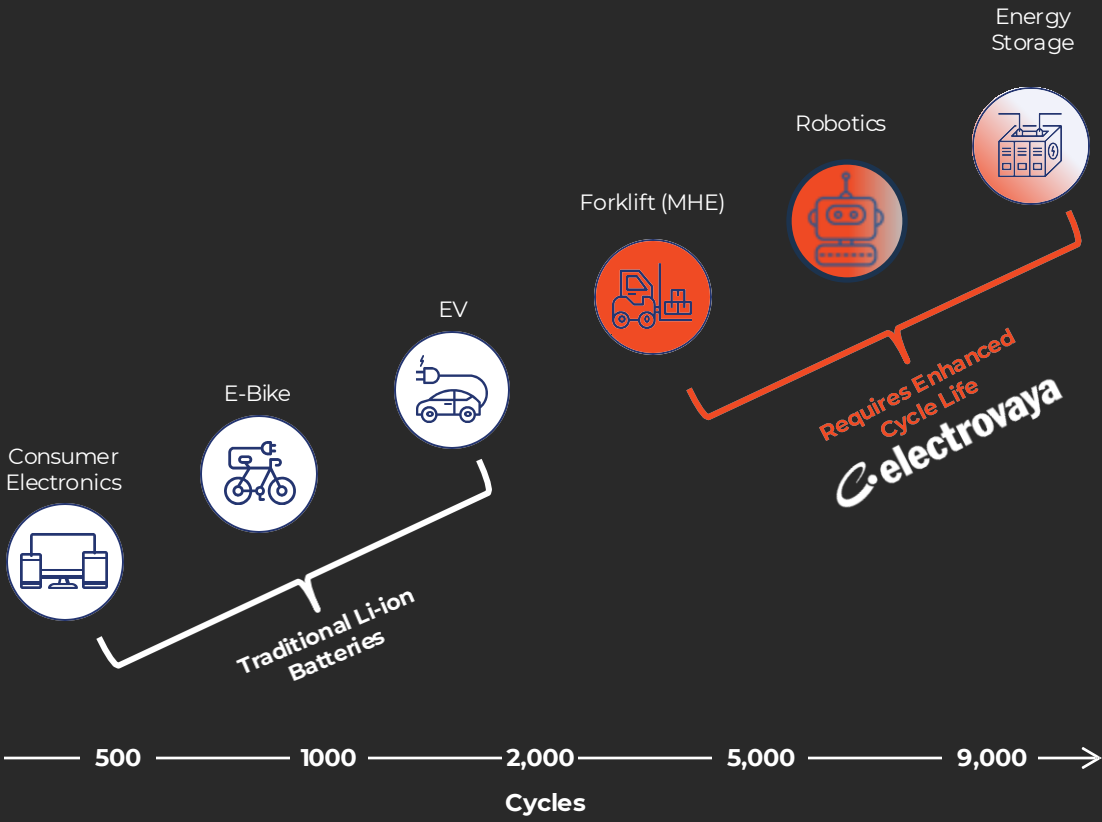 Energy
Storage
Robotics
Forklift (MHE)
EV
E-Bike
Consumer
Electronics
Requires Enhanced
Cycle Life
electrovaya
Traditional Li-ion
Batteries
500 1000 2,000 5,000 9,000
Cycles